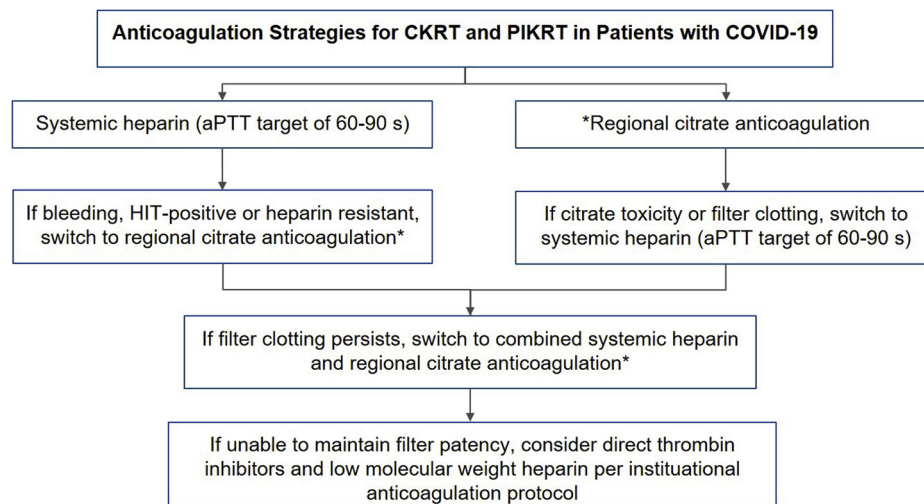 Anticoagulation Strategies for CKRT and PIKRT in Patients with COVID-19
Systemic heparin (aPTT target of 60-90 s)
*Regional citrate anticoagulation
If bleeding, HIT-positive or heparin resistant,
switch to regional citrate anticoagulation*
If citrate toxicity or filter clotting, switch to
systemic heparin (aPTT target of 60-90 s)
If filter clotting persists, switch to combined systemic heparin
and regional citrate anticoagulation*
If unable to maintain filter patency, consider direct thrombin
inhibitors and low molecular weight heparin per instituational
anticoagulation protocol